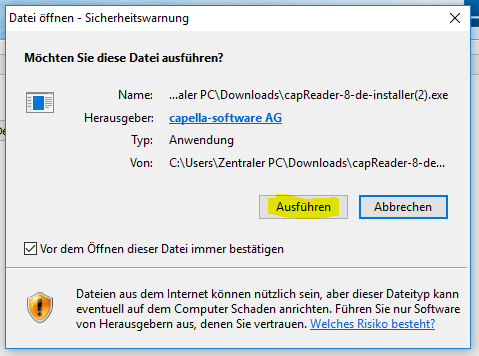 Datei öffnen - Sicherheitswarnung
Möchten Sie diese Datei ausführen?
Name: ...aler PC\Downloads\capReader-8-de-installer(2).exe
Herausgeber: capella-software AG
Typ: Anwendung
Von: C:\Users\Zentraler PC\Downloads\capReader-8-de...
Ausführen Abbrechen
Vor dem Öffnen dieser Datei immer bestätigen
Dateien aus dem Internet können nützlich sein, aber dieser Dateityp kann
eventuell auf dem Computer Schaden anrichten. Führen Sie nur Software
von Herausgebern aus, denen Sie vertrauen. Welches Risiko besteht?